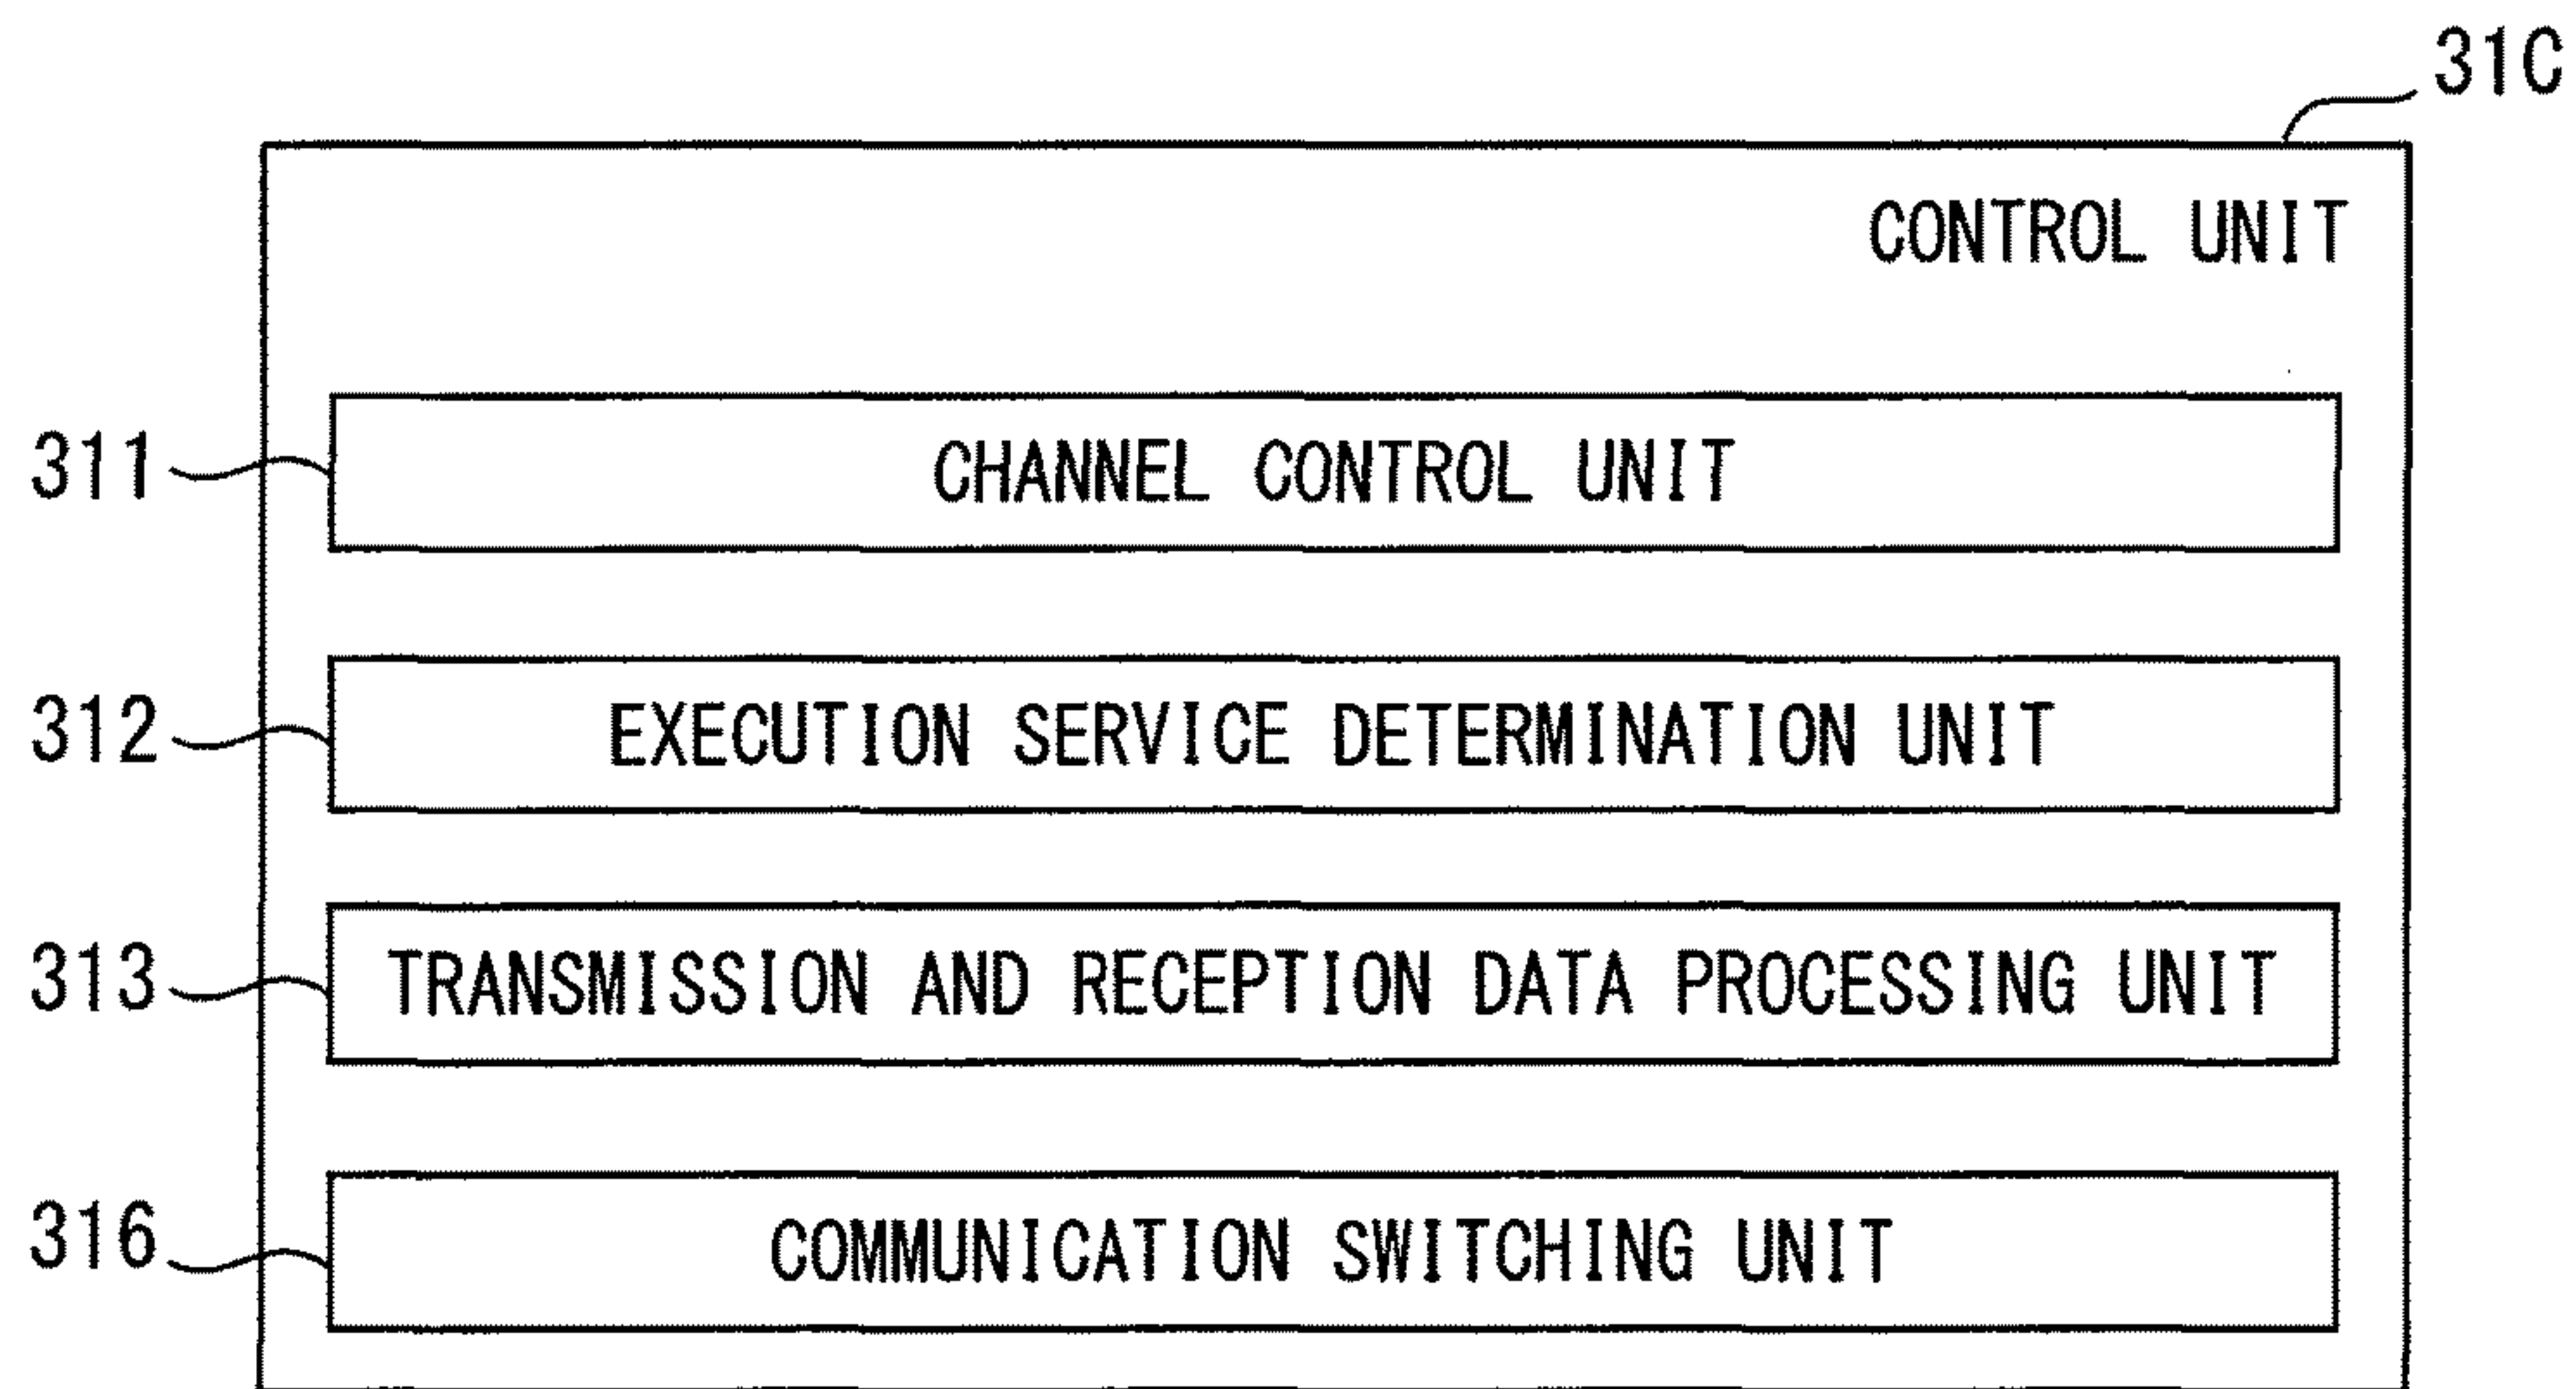 31C
CONTROL UNIT
311
CHANNEL CONTROL UNIT
312
EXECUTION SERVICE DETERMINATION UNIT
313
TRANSMISSION AND RECEPTION DATA PROCESSING UNIT
316
COMMUNICATION SWITCHING UNIT